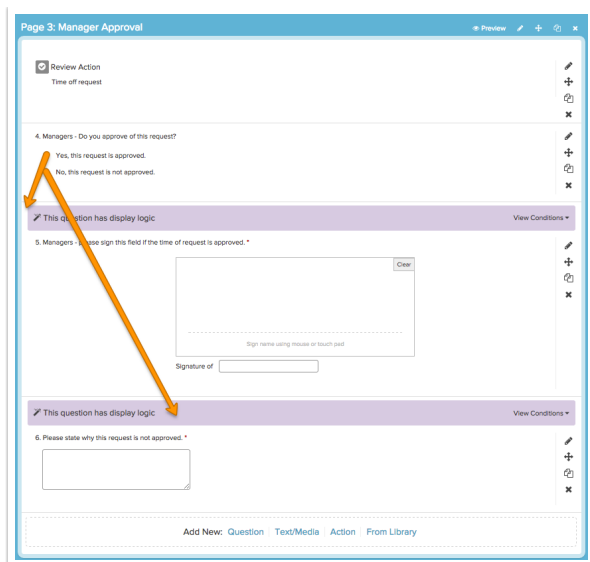 Page 3: Manager Approval
Preview
Review Action
Time off request
4. Managers - Do you approve of this request?
Yes, this request is approved.
No, this request is not approved.
This question has display logic
View Conditions
5. Managers - please sign this field if the time of request is approved. *
Clear
Sign name using mouse or touch pad
Signature of
This question has display logic
View Conditions
6. Please state why this request is not approved. *
Add New: Question | Text/Media | Action | From Library